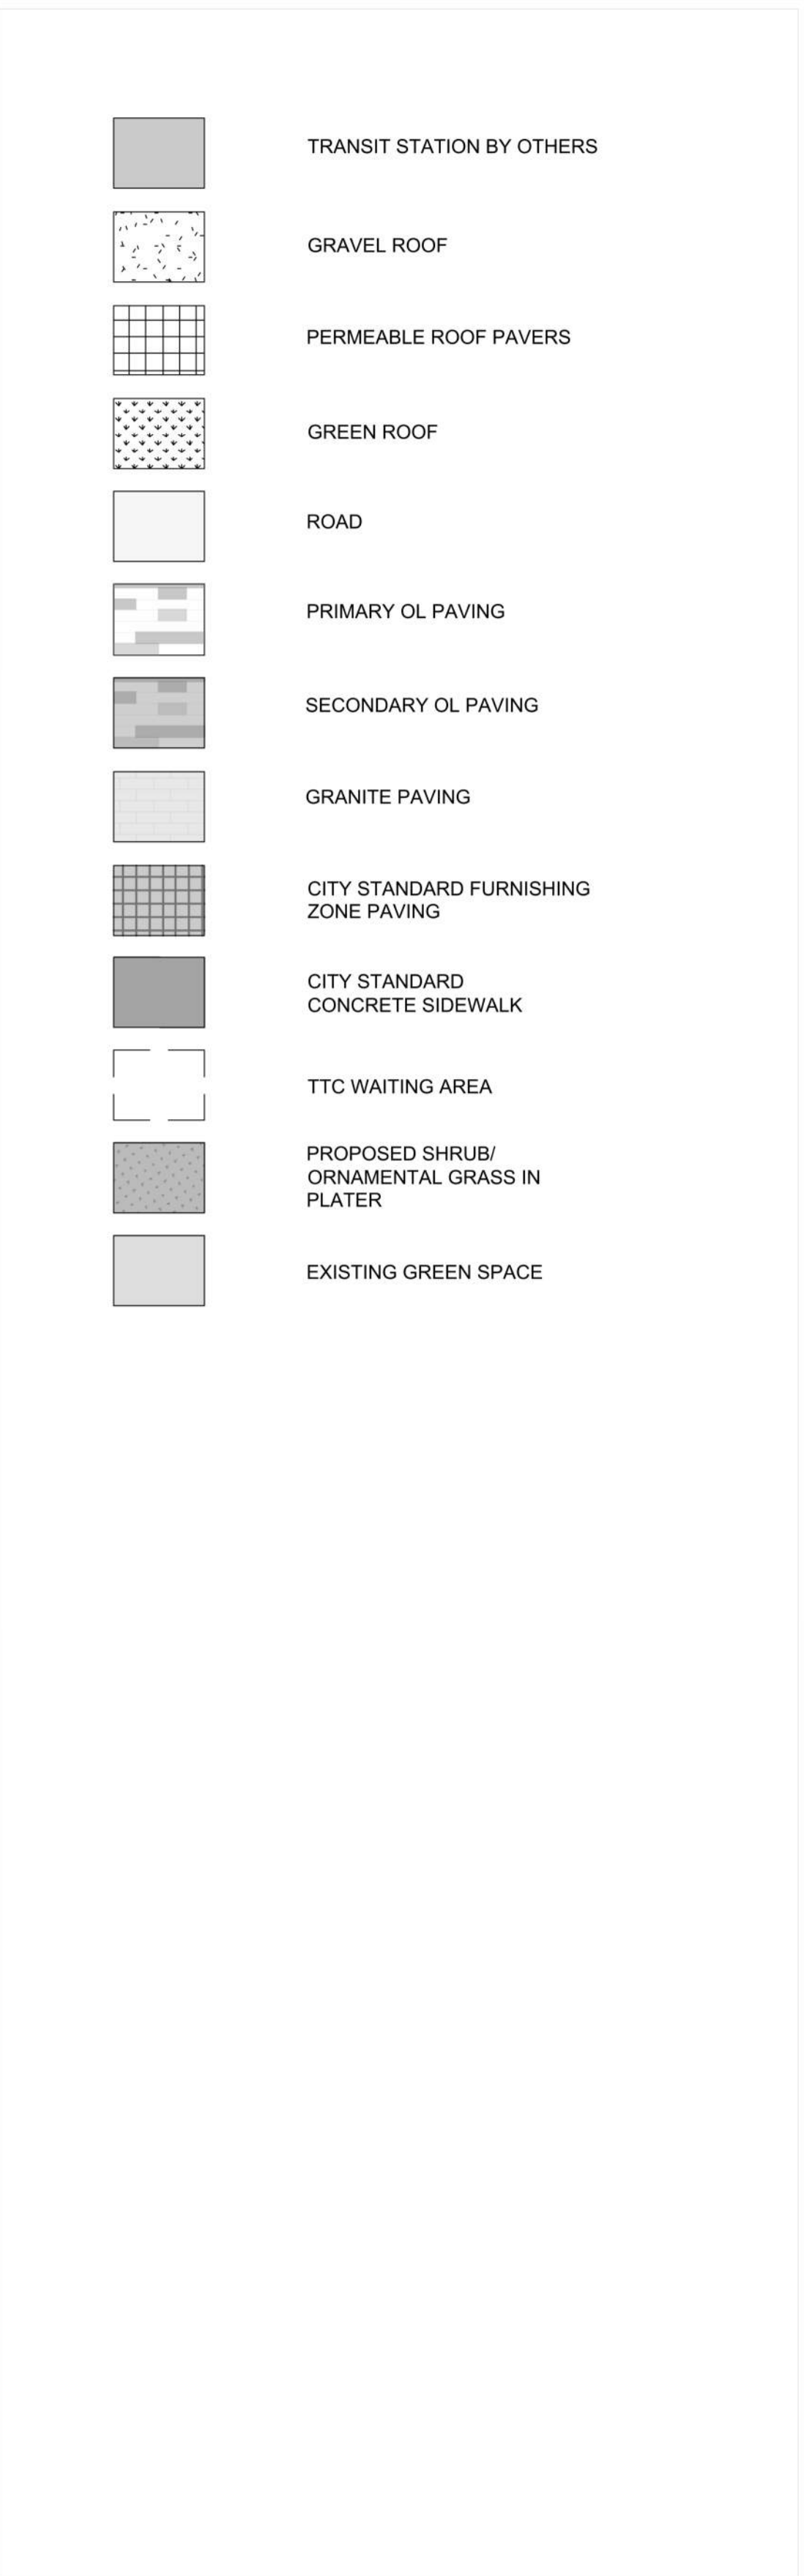 TRANSIT STATION BY OTHERS
GRAVEL ROOF
PERMEABLE ROOF PAVERS
GREEN ROOF
ROAD
PRIMARY OL PAVING
SECONDARY OL PAVING
GRANITE PAVING
CITY STANDARD FURNISHING
ZONE PAVING
CITY STANDARD
CONCRETE SIDEWALK
TTC WAITING AREA
PROPOSED SHRUB/
ORNAMENTAL GRASS IN
PLATER
EXISTING GREEN SPACE